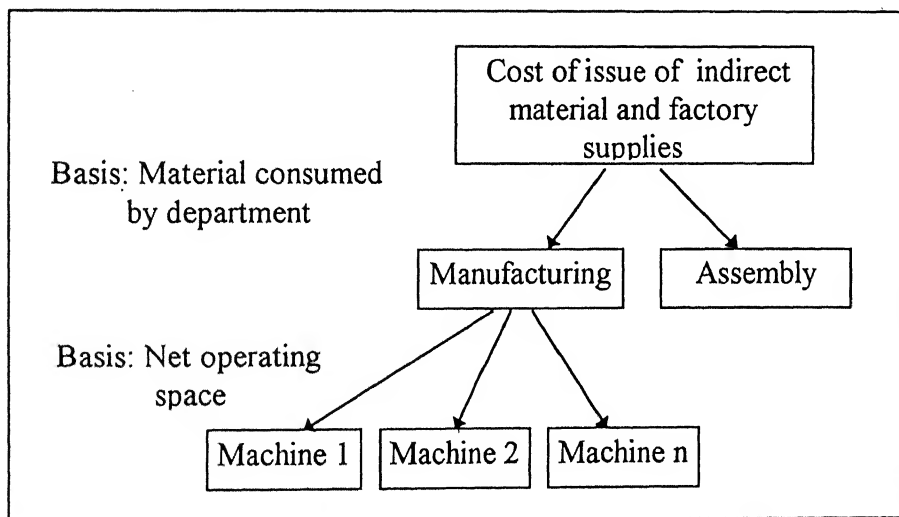 Cost of issue of indirect
material and factory
supplies
Basis: Material consumed
by department
Manufacturing
Assembly
Basis: Net operating
space
Machine 1
Machine 2
Machine n